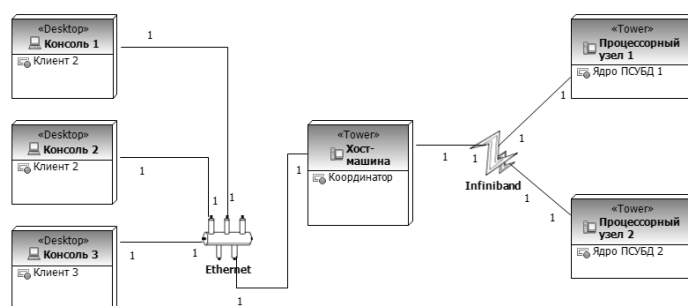 «Desktop»
Консоль 1
Клиент 2
1
1
«Desktop»
Консоль 2
Клиент 2
1
1
«Desktop»
Консоль 3
Клиент 3
1
1
Ethernet
1
1
«Tower»
Хост-
машина
Координатор
1
1
Infiniband
1
1
«Tower»
Процессорный
узел 1
Ядро ПСУБД 1
1
1
«Tower»
Процессорный
узел 2
Ядро ПСУБД 2